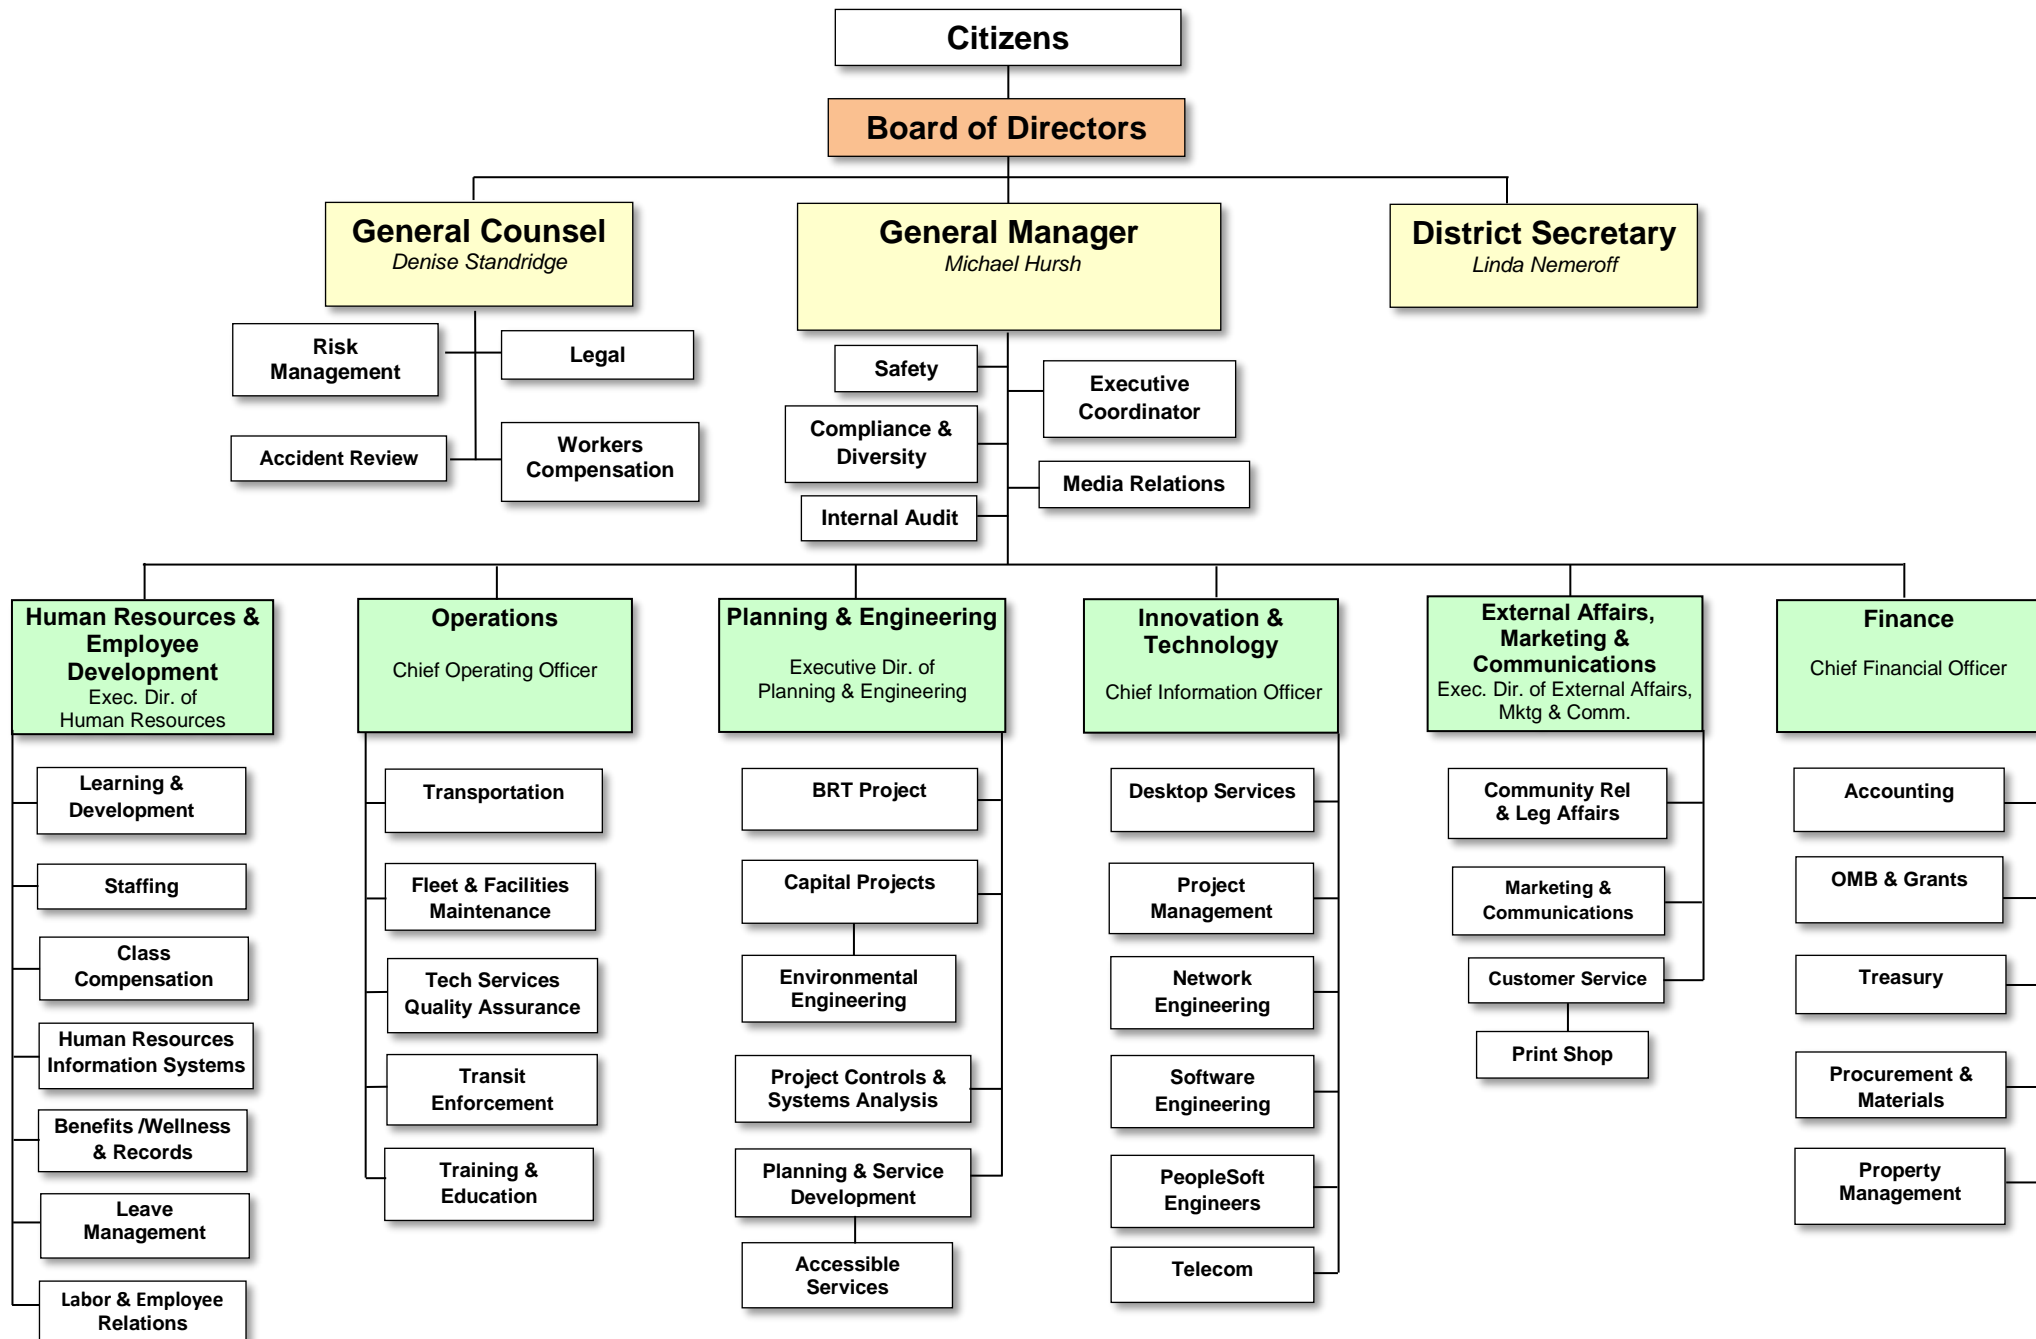 Citizens
Board of Directors
General Counsel
Denise Standridge
General Manager
Michael Hursh
District Secretary
Linda Nemeroff
Risk
Management
Legal
Accident Review
Workers
Compensation
Safety
Executive
Coordinator
Compliance &
Diversity
Media Relations
Internal Audit
Human Resources &
Employee
Development
Exec. Dir. of
Human Resources
Learning &
Development
Staffing
Class
Compensation
Human Resources
Information Systems
Benefits /Wellness
& Records
Leave
Management
Labor & Employee
Relations
Operations
Chief Operating Officer
Transportation
Fleet & Facilities
Maintenance
Tech Services
Quality Assurance
Transit
Enforcement
Training &
Education
Planning & Engineering
Executive Dir. of
Planning & Engineering
BRT Project
Capital Projects
Environmental
Engineering
Project Controls &
Systems Analysis
Planning & Service
Development
Accessible
Services
Innovation &
Technology
Chief Information Officer
Desktop Services
Project
Management
Network
Engineering
Software
Engineering
PeopleSoft
Engineers
Telecom
External Affairs,
Marketing &
Communications
Exec. Dir. of External Affairs,
Mktg & Comm.
Community Rel
& Leg Affairs
Marketing &
Communications
Customer Service
Print Shop
Finance
Chief Financial Officer
Accounting
OMB & Grants
Treasury
Procurement &
Materials
Property
Management